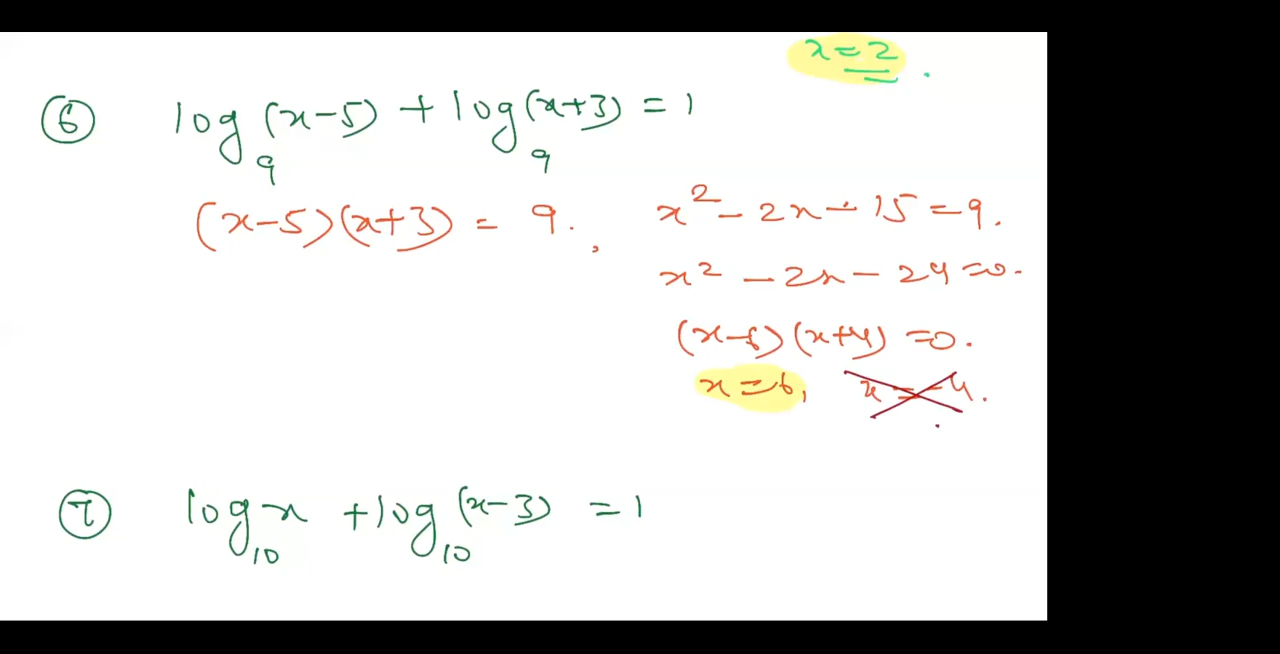 x=2.
⑥ log₉(x-5) + log₉(x+3) = 1
(x-5)(x+3) = 9. , x² - 2x - 15 = 9.
x² - 2x - 24 = 0.
(x-6)(x+4) = 0.
x = 6, x = -4.
⑦ log₁₀x + log₁₀(x-3) = 1